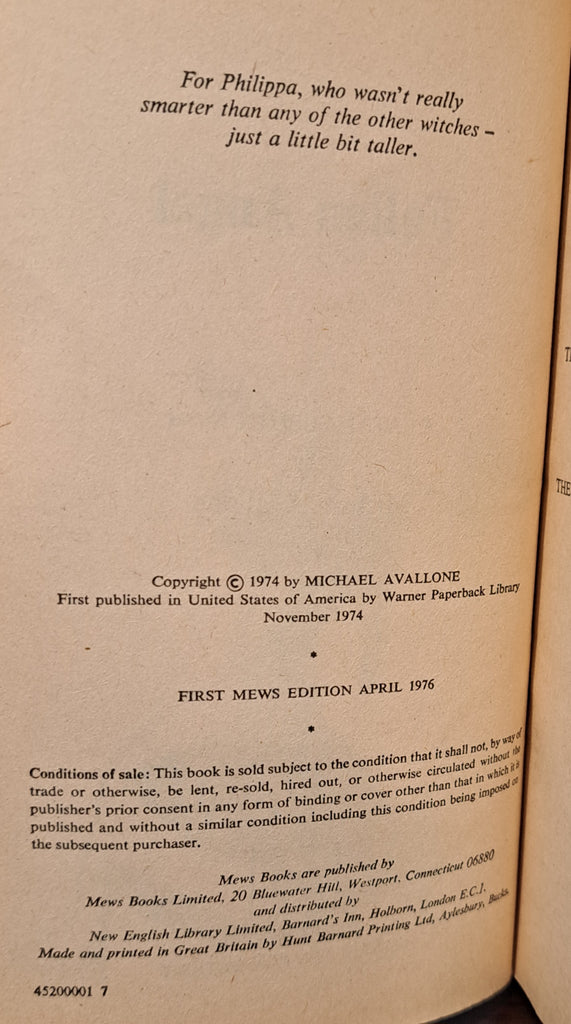 For Philippa, who wasn't really
smarter than any of the other witches –
just a little bit taller.
Copyright © 1974 by MICHAEL AVALLONE
First published in United States of America by Warner Paperback Library
November 1974
*
FIRST MEWS EDITION APRIL 1976
*
Conditions of sale: This book is sold subject to the condition that it shall not, by way of
trade or otherwise, be lent, re-sold, hired out, or otherwise circulated without the
publisher's prior consent in any form of binding or cover other than that in which it is
published and without a similar condition including this condition being imposed on
the subsequent purchaser.
Mews Books are published by
Mews Books Limited, 20 Bluewater Hill, Westport, Connecticut 06880
and distributed by
New English Library Limited, Barnard's Inn, Holborn, London E.C.1.
Made and printed in Great Britain by Hunt Barnard Printing Ltd, Aylesbury, Bucks.
45200001 7
THE